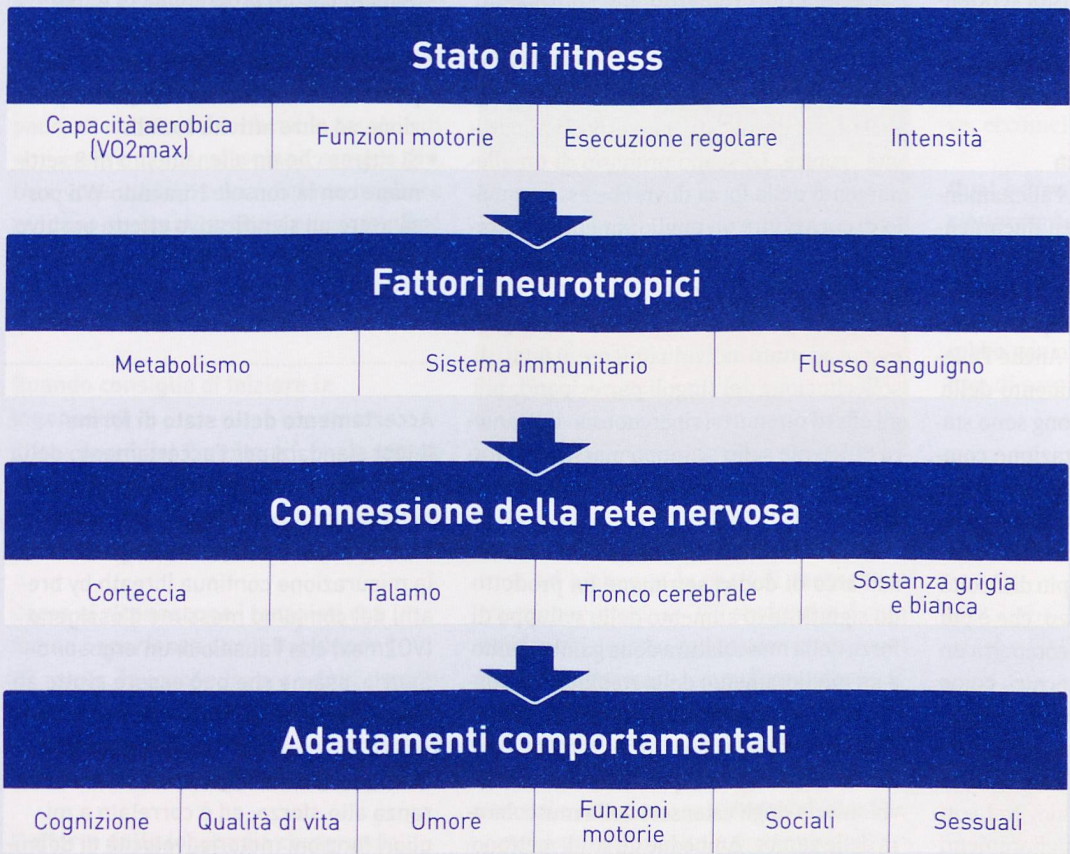 Stato di fitness
Capacità aerobica
(VO2max)
Funzioni motorie
Esecuzione regolare
Intensità
Fattori neurotropici
Metabolismo
Sistema immunitario
Flusso sanguigno
Connessione della rete nervosa
Corteccia
Talamo
Tronco cerebrale
Sostanza grigia
e bianca
Adattamenti comportamentali
Cognizione
Qualità di vita
Umore
Funzioni
motorie
Sociali
Sessuali